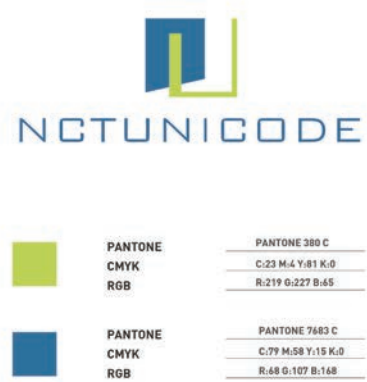 NCTUNICODE
PANTONE PANTONE 380 C
CMYK C:23 M:4 Y:81 K:0
RGB R:219 G:227 B:65
PANTONE PANTONE 7683 C
CMYK C:79 M:58 Y:15 K:0
RGB R:68 G:107 B:168